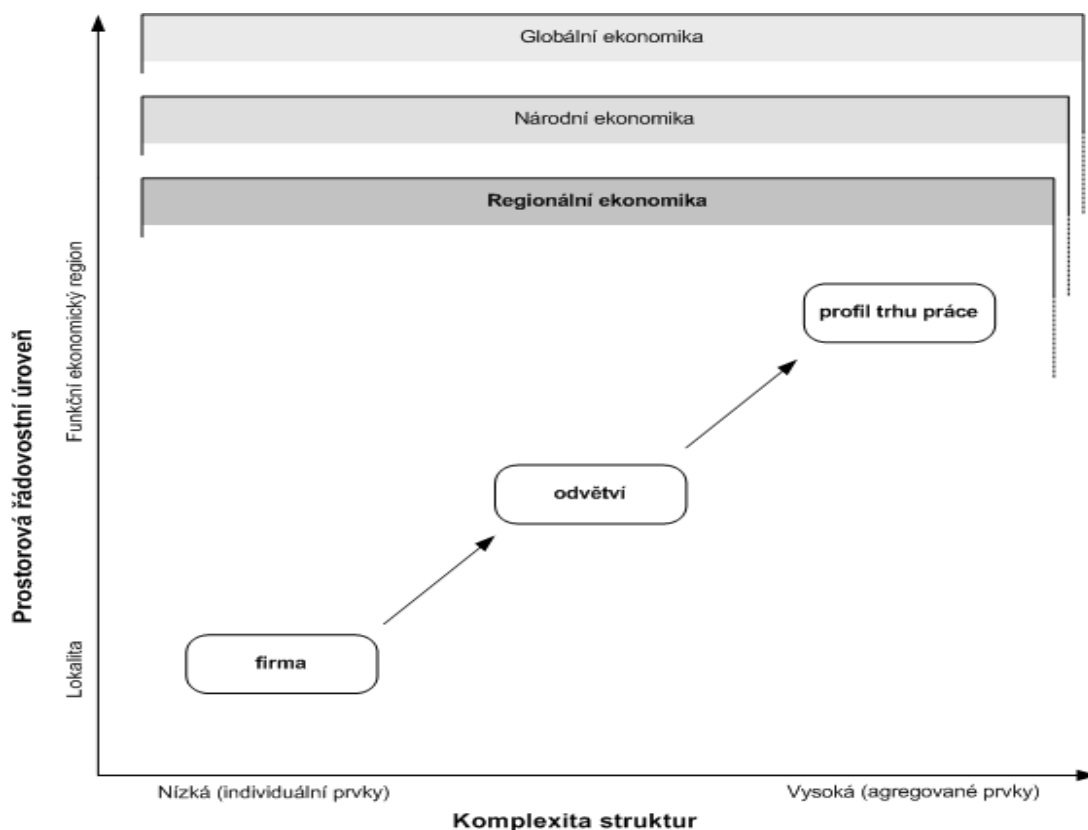 Globální ekonomika
Národní ekonomika
Regionální ekonomika
Prostorová řádovostní úroveň
Funkční ekonomický region
Lokalita
profil trhu práce
odvětví
firma
Nízká (individuální prvky)
Vysoká (agregované prvky)
Komplexita struktur